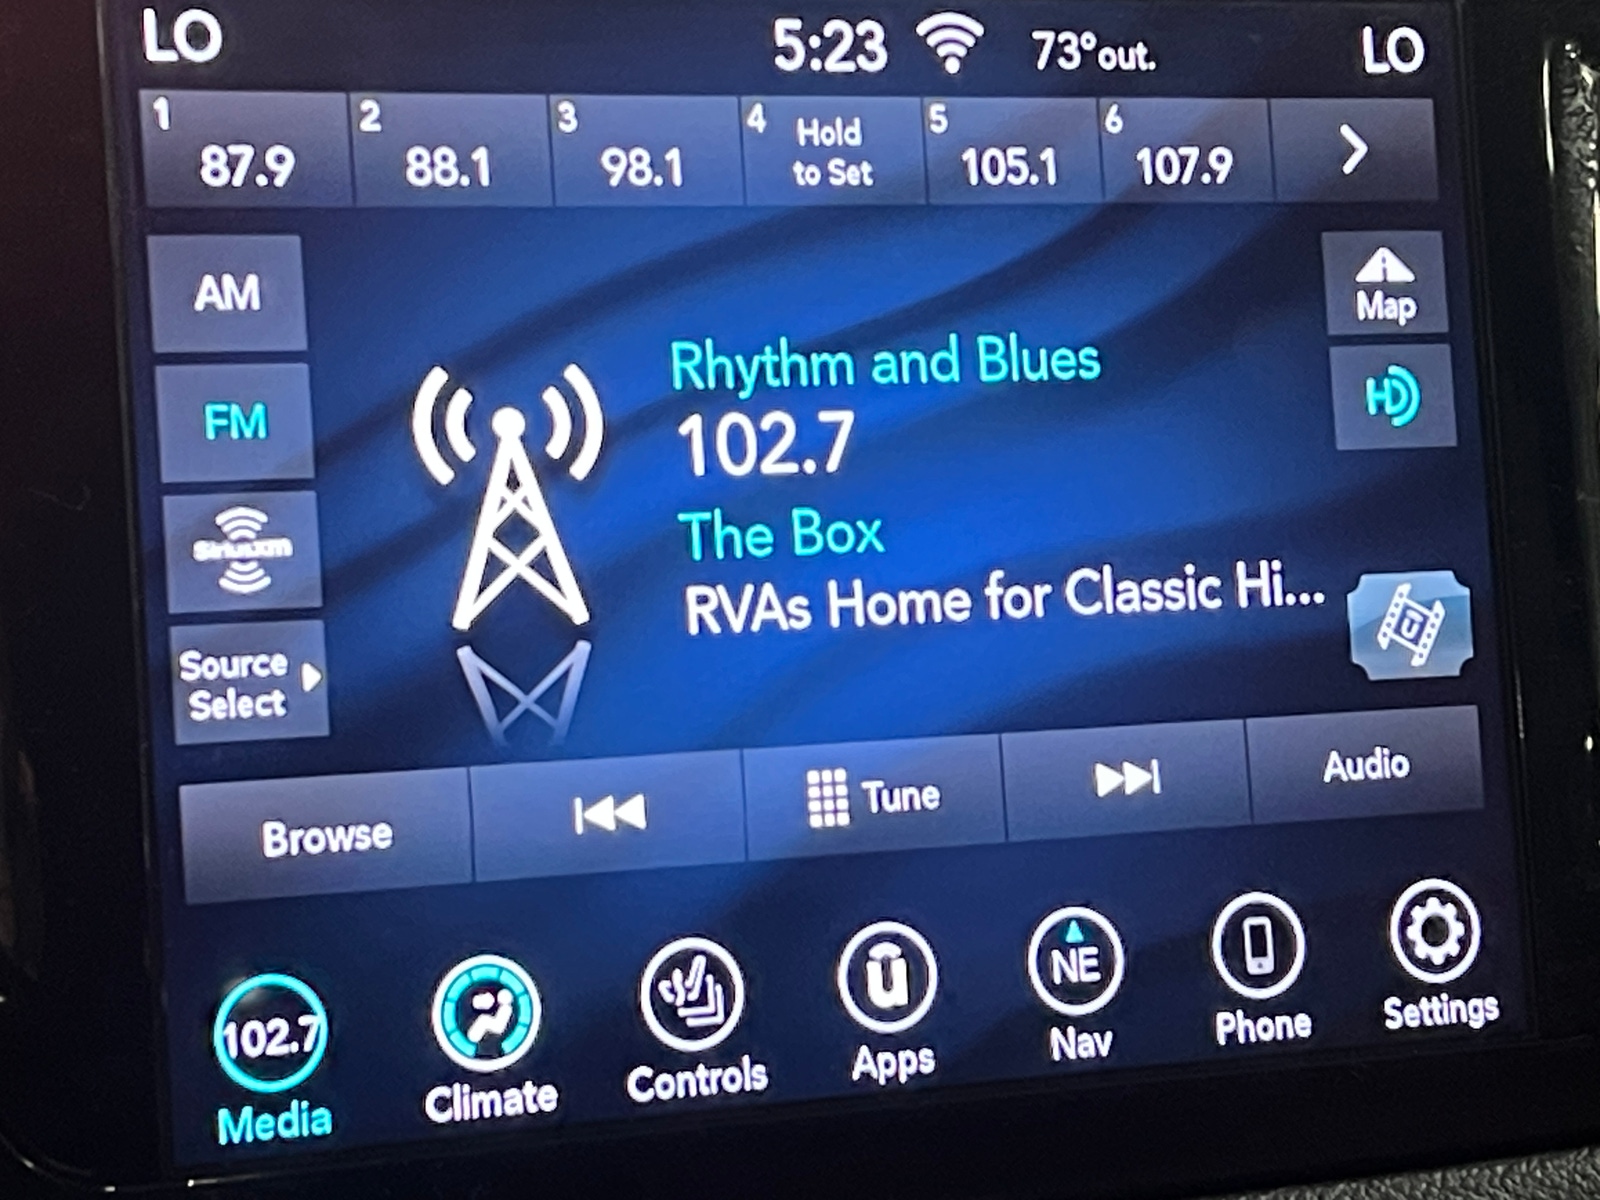 LO 5:23 73°out. LO
1 2 3 4 5 6
87.9 88.1 98.1 Hold to Set 105.1 107.9
AM
Map
Rhythm and Blues
HD
FM
102.7
The Box
SiriusXM
RVAs Home for Classic Hi...
Source
Select
Browse Tune Audio
102.7 NE
Media Climate Controls Apps Nav Phone Settings